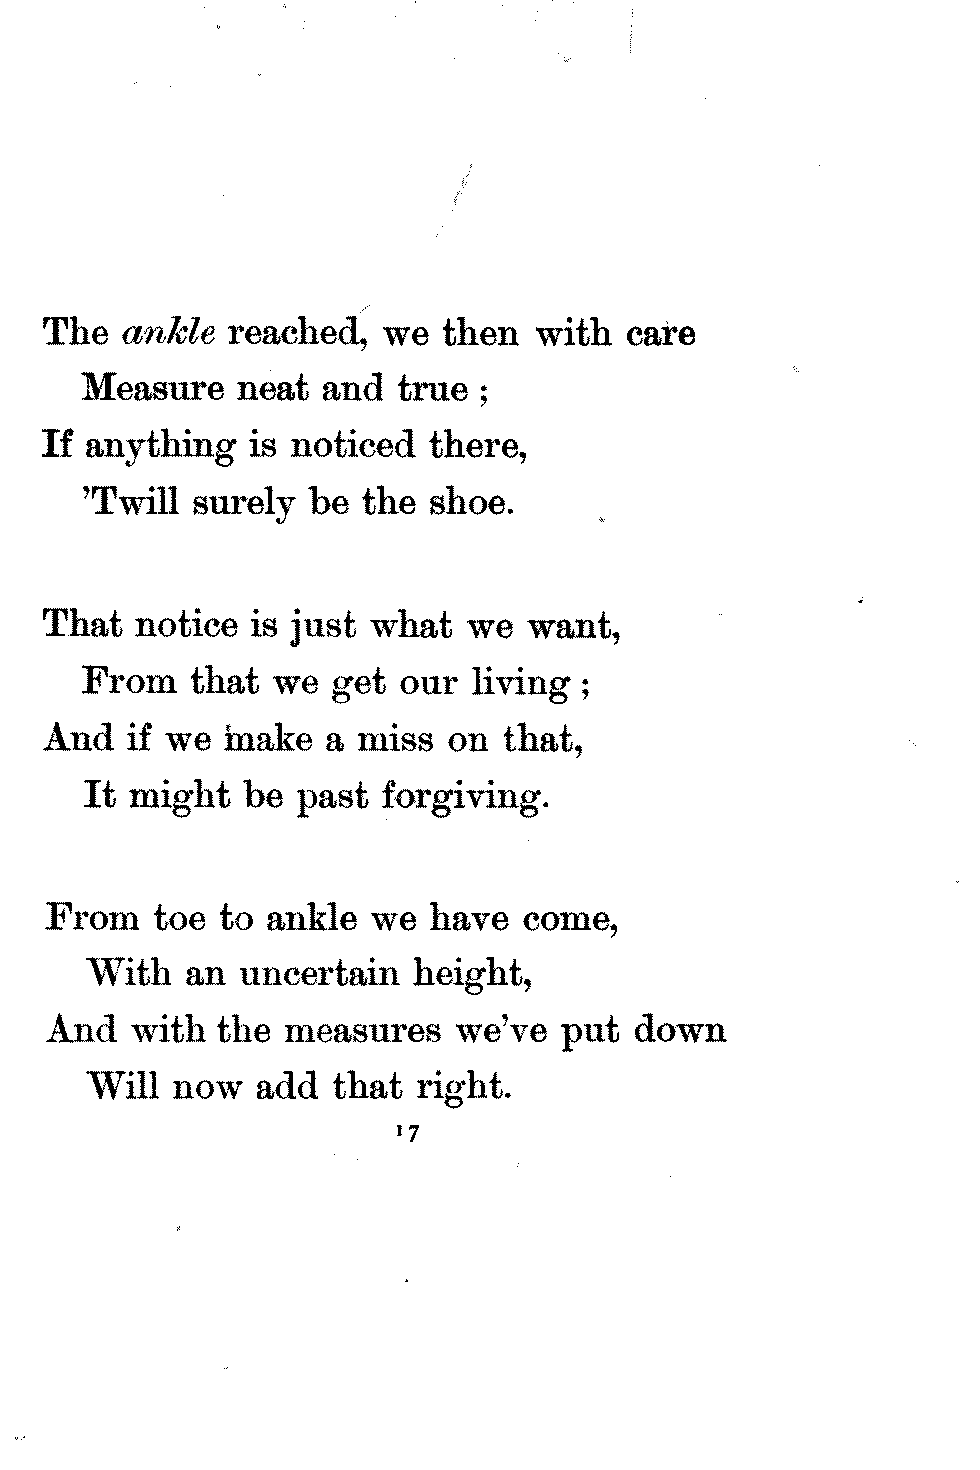 The ankle reached, we then with care
Measure neat and true ;
If anything is noticed there,
’Twill surely be the shoe.
That notice is just what we want,
From that we get our living ;
And if we make a miss on that,
It might be past forgiving.
From toe to ankle we have come,
With an uncertain height,
And with the measures we’ve put down
Will now add that right.
17